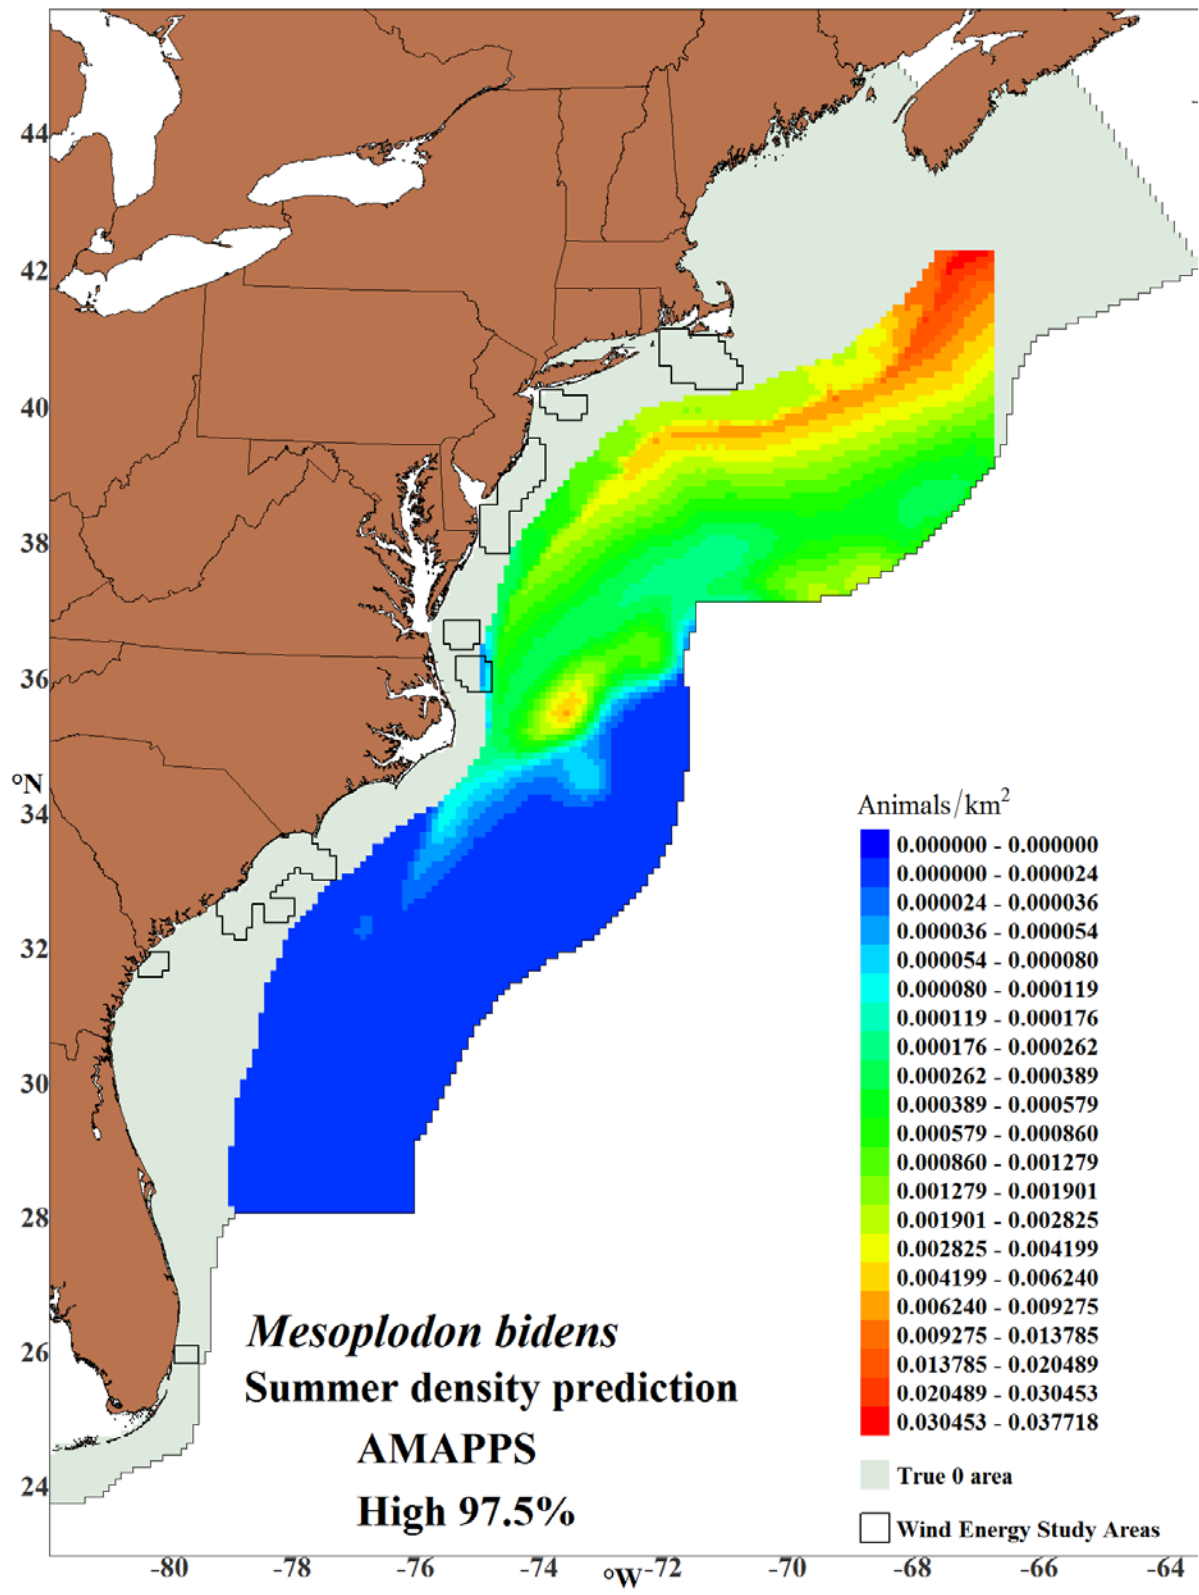 44
42
40
38
36
°N
34
32
30
28
26
24
Animals/km²
0.000000 - 0.000000
0.000000 - 0.000024
0.000024 - 0.000036
0.000036 - 0.000054
0.000054 - 0.000080
0.000080 - 0.000119
0.000119 - 0.000176
0.000176 - 0.000262
0.000262 - 0.000389
0.000389 - 0.000579
0.000579 - 0.000860
0.000860 - 0.001279
0.001279 - 0.001901
0.001901 - 0.002825
0.002825 - 0.004199
0.004199 - 0.006240
0.006240 - 0.009275
0.009275 - 0.013785
0.013785 - 0.020489
0.020489 - 0.030453
0.030453 - 0.037718
True 0 area
Wind Energy Study Areas
Mesoplodon bidens
Summer density prediction
AMAPPS
High 97.5%
-80 -78 -76 -74 °W -72 -70 -68 -66 -64